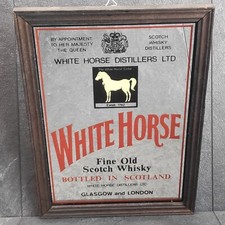 BY APPOINTMENT
TO HER MAJESTY
THE QUEEN
SCOTCH
WHISKY
DISTILLERS
WHITE HORSE DISTILLERS LTD
WHITE HORSE
Fine Old
Scotch Whisky
BOTTLED IN SCOTLAND
WHITE HORSE DISTILLERS LTD
GLASGOW and LONDON